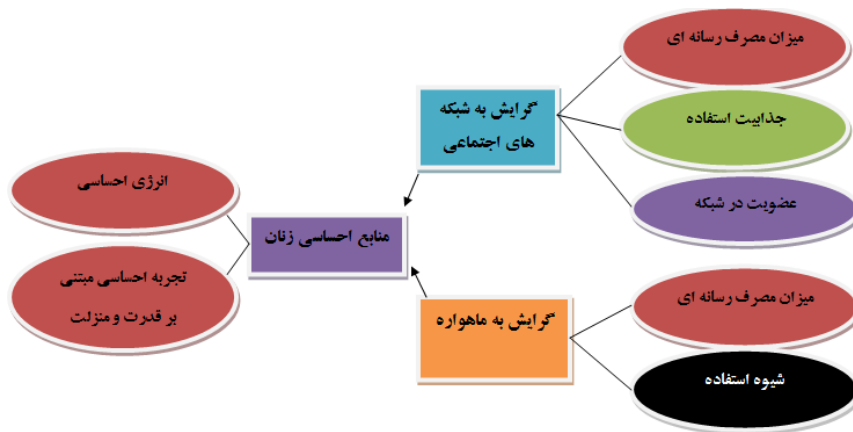 میزان مصرف رسانه ای
گرایش به شبکه
های اجتماعی
جذابیت استفاده
عضویت در شبکه
انرژی احساسی
منابع احساسی زنان
تجربه احساسی مبتنی
بر قدرت و منزلت
میزان مصرف رسانه ای
گرایش به ماهواره
شیوه استفاده